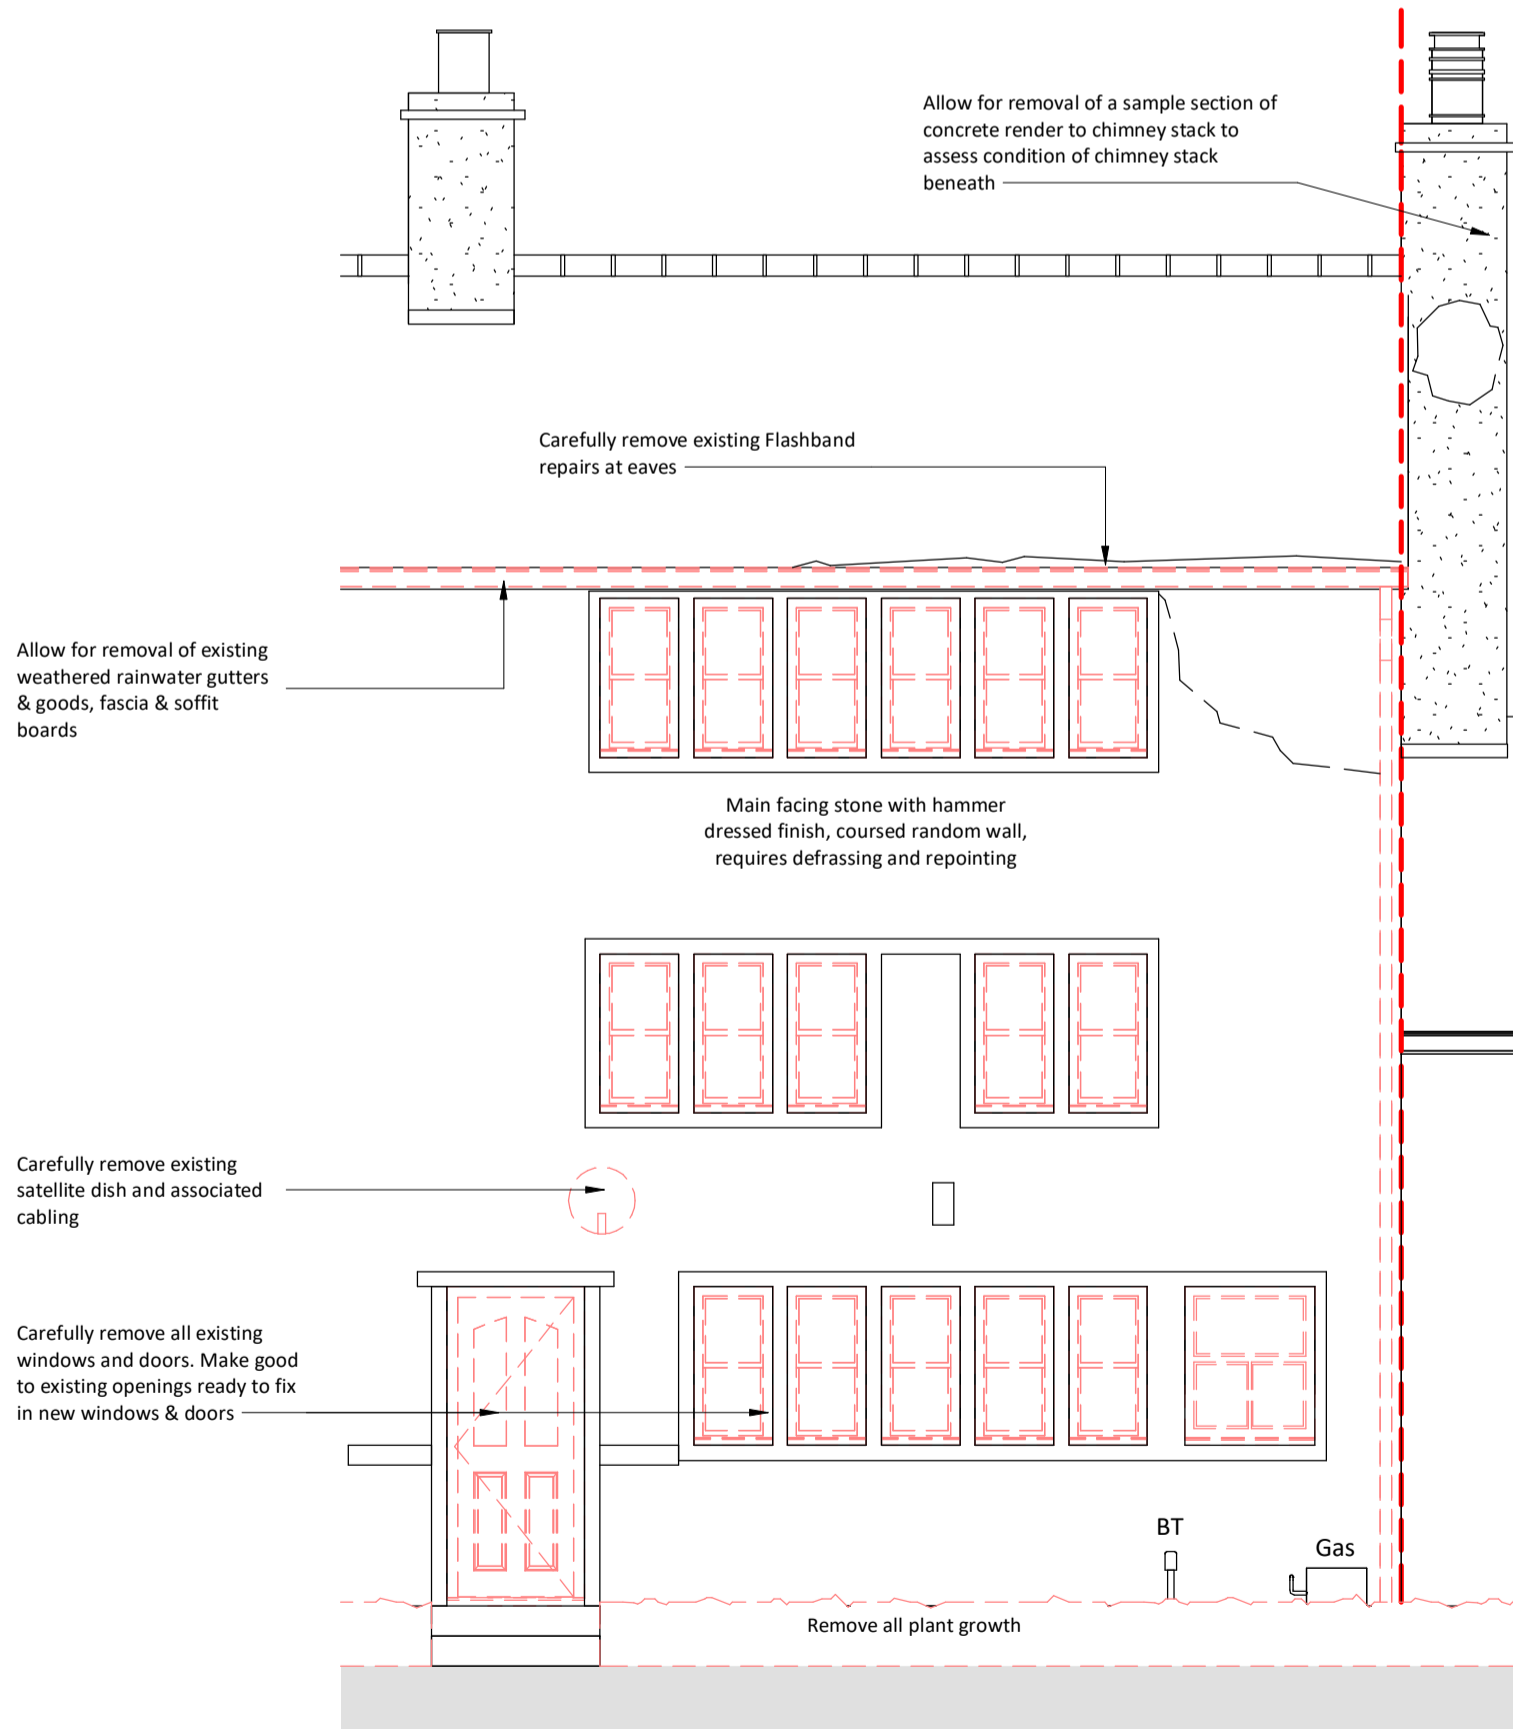 Allow for removal of a sample section of
concrete render to chimney stack to
assess condition of chimney stack
beneath
Carefully remove existing Flashband
repairs at eaves
Allow for removal of existing
weathered rainwater gutters
& goods, fascia & soffit
boards
Main facing stone with hammer
dressed finish, coursed random wall,
requires defrassing and repointing
Carefully remove existing
satellite dish and associated
cabling
Carefully remove all existing
windows and doors. Make good
to existing openings ready to fix
in new windows & doors
BT
Gas
Remove all plant growth